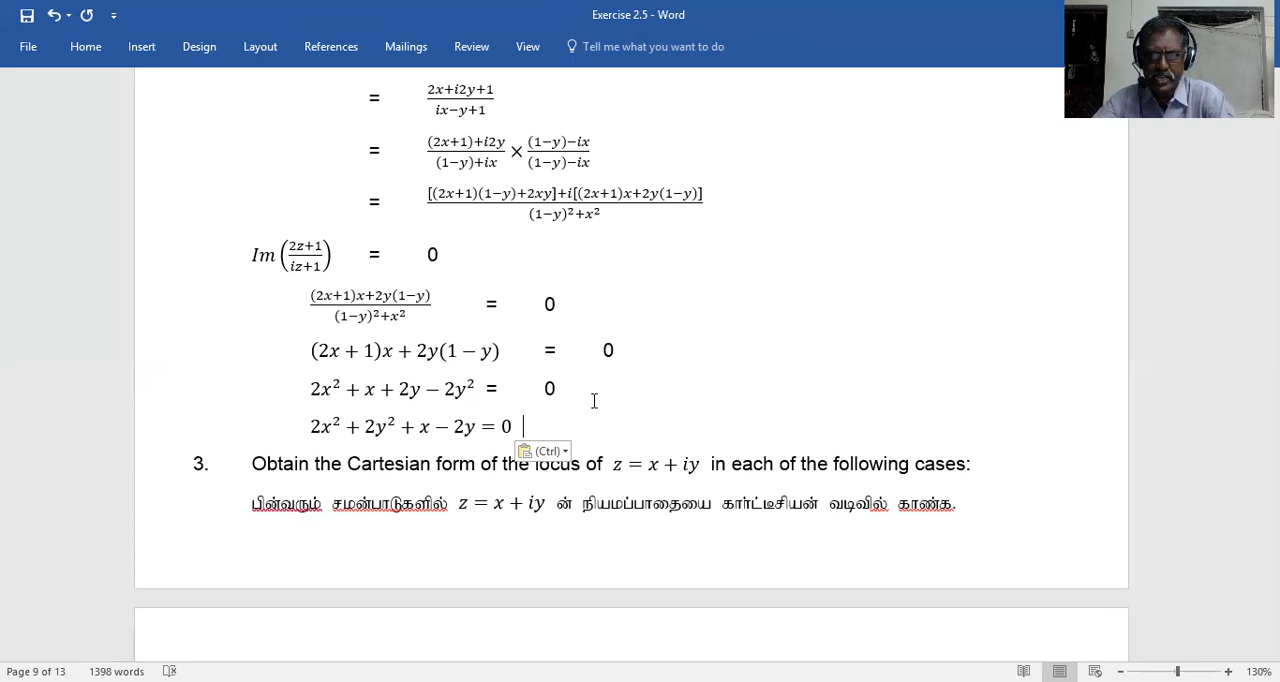 Exercise 2.5 - Word
File Home Insert Design Layout References Mailings Review View Tell me what you want to do
= 2x+i2y+1 / ix−y+1
= (2x+1)+i2y / (1−y)+ix × (1−y)−ix / (1−y)−ix
= [(2x+1)(1−y)+2xy]+i[(2x+1)x+2y(1−y)] / (1−y)²+x²
Im (2z+1 / iz+1) = 0
(2x+1)x+2y(1−y) / (1−y)²+x² = 0
(2x + 1)x + 2y(1 − y) = 0
2x² + x + 2y − 2y² = 0
2x² + 2y² + x − 2y = 0
(Ctrl)
3. Obtain the Cartesian form of the locus of z = x + iy in each of the following cases:
பின்வரும் சமன்பாடுகளில் z = x + iy ன் நியமப்பாதையை கார்ட்டீசியன் வடிவில் காண்க.
Page 9 of 13 1398 words 130%